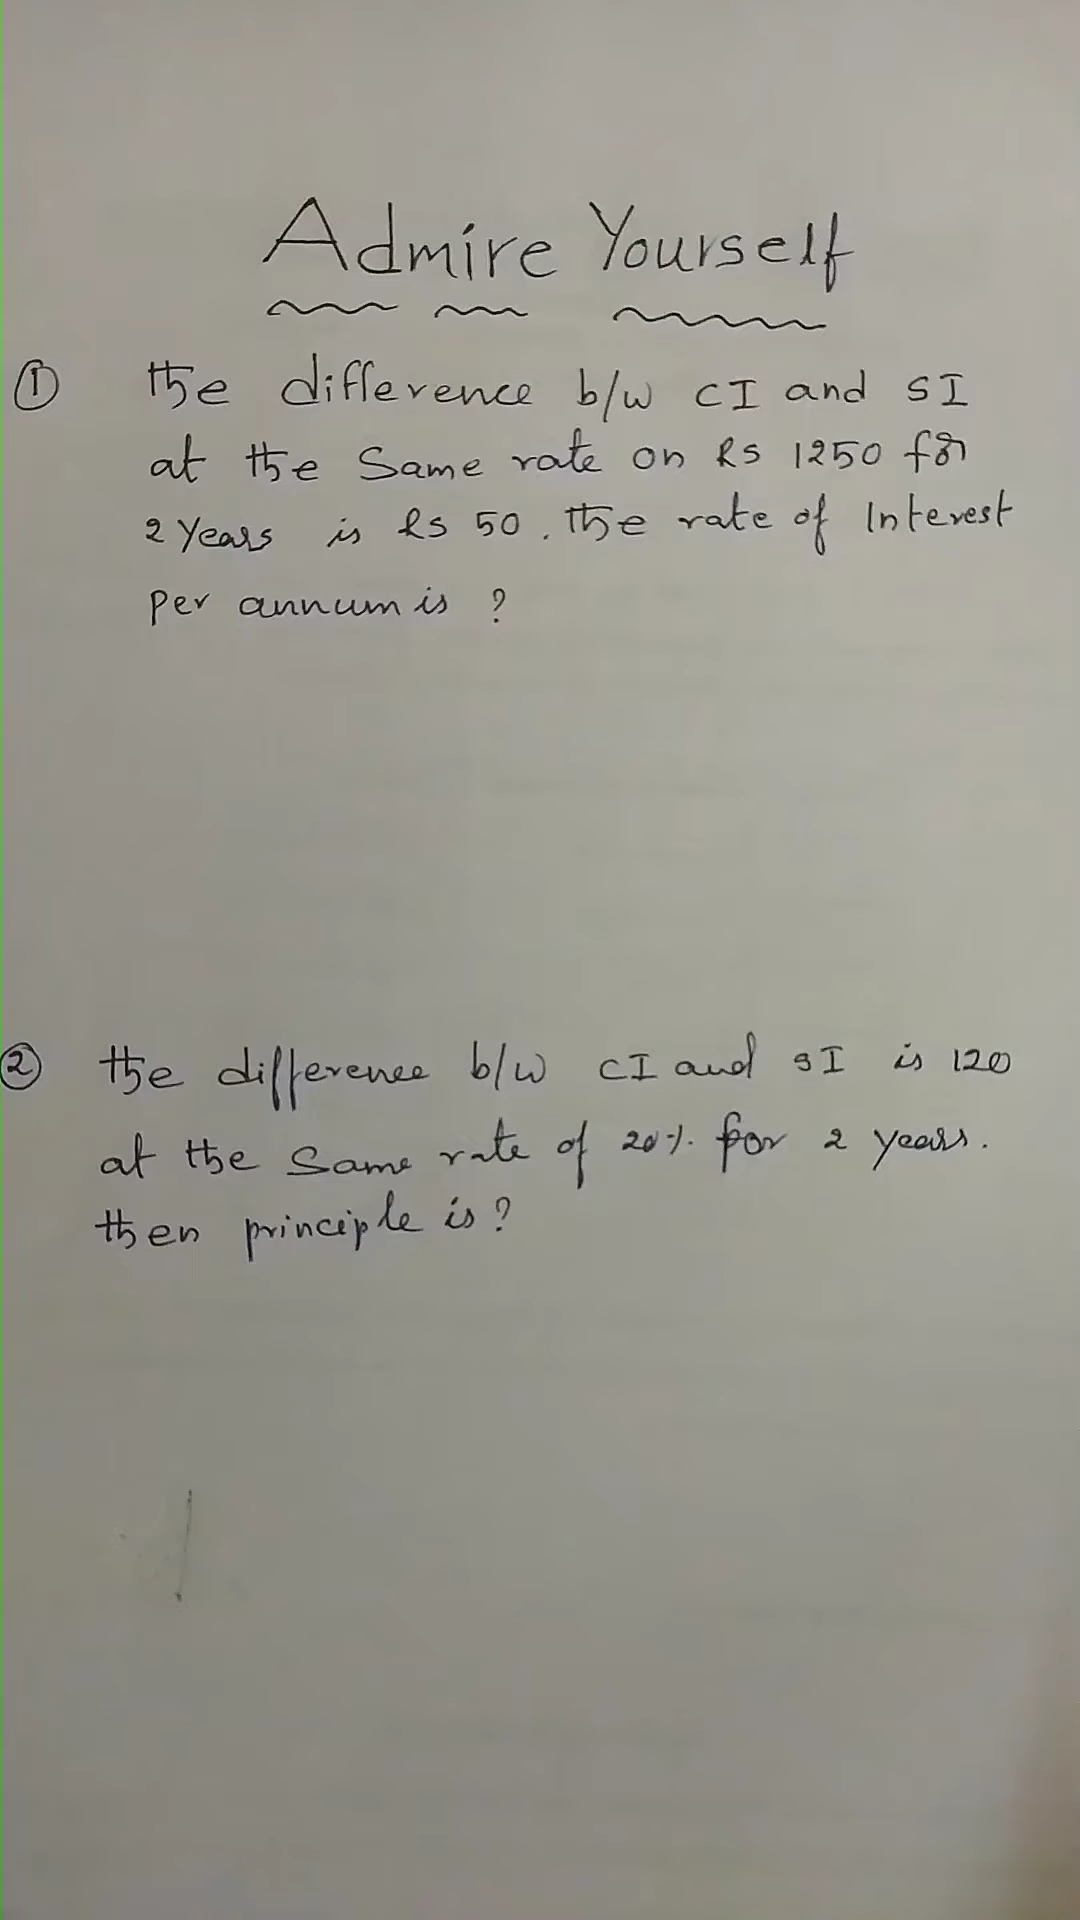 Admire Yourself
① the difference b/w CI and SI
at the Same rate on Rs 1250 for
2 Years is Rs 50. the rate of Interest
per annum is ?
② the difference b/w CI and SI is 120
at the Same rate of 20%. for 2 years.
then principle is ?